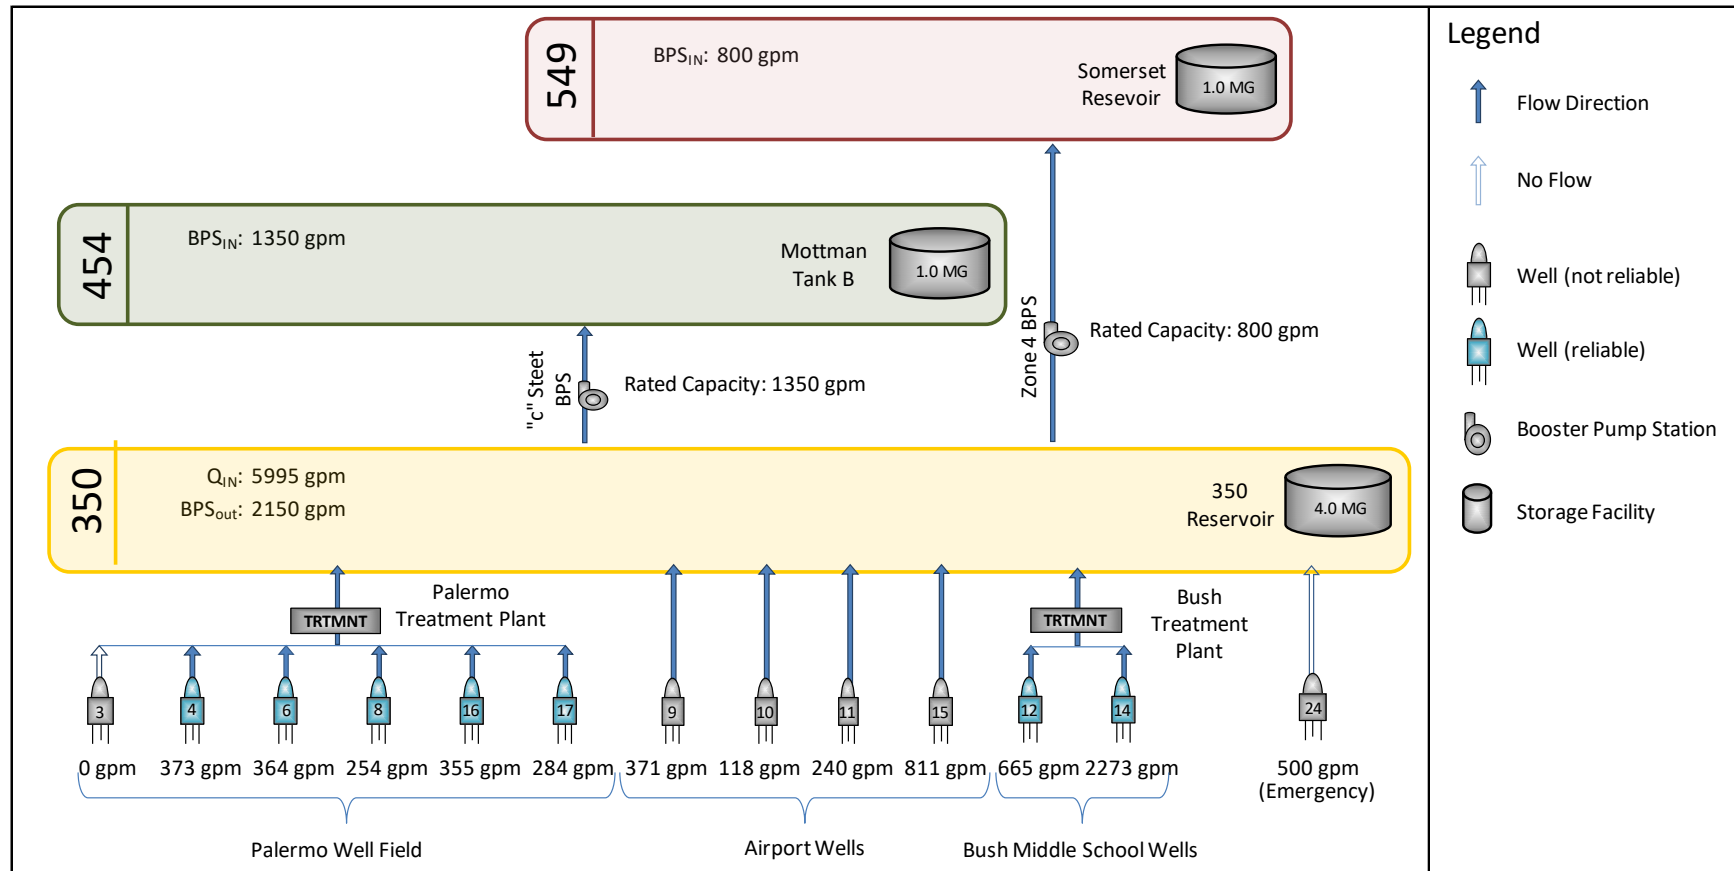 549
BPSIN: 800 gpm
Somerset
Resevoir
1.0 MG
454
BPSIN: 1350 gpm
Mottman
Tank B
1.0 MG
"c" Steet
BPS
Rated Capacity: 1350 gpm
Zone 4 BPS
Rated Capacity: 800 gpm
350
QIN: 5995 gpm
BPSout: 2150 gpm
350
Reservoir
4.0 MG
Palermo
Treatment Plant
TRTMNT
Bush
Treatment
Plant
TRTMNT
3
4
6
8
16
17
9
10
11
15
12
14
24
0 gpm
373 gpm
364 gpm
254 gpm
355 gpm
284 gpm
371 gpm
118 gpm
240 gpm
811 gpm
665 gpm
2273 gpm
500 gpm
(Emergency)
Palermo Well Field
Airport Wells
Bush Middle School Wells
Legend
Flow Direction
No Flow
Well (not reliable)
Well (reliable)
Booster Pump Station
Storage Facility